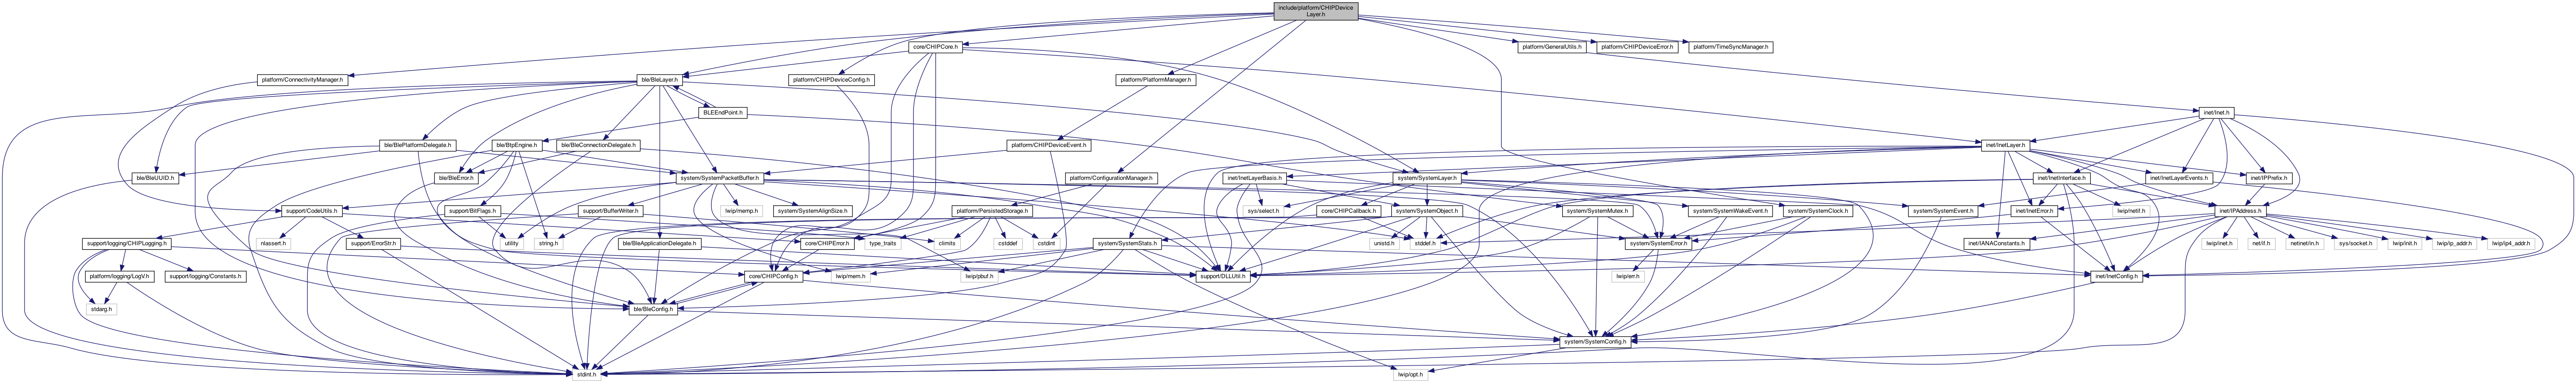 include/platform/CHIPDevice
Layer.h
core/CHIPCore.h
platform/GeneralUtils.h
platform/CHIPDeviceError.h
platform/TimeSyncManager.h
platform/ConnectivityManager.h
ble/BleLayer.h
platform/CHIPDeviceConfig.h
platform/PlatformManager.h
BLEEndPoint.h
inet/Inet.h
ble/BlePlatformDelegate.h
ble/BtpEngine.h
ble/BleConnectionDelegate.h
platform/CHIPDeviceEvent.h
inet/InetLayer.h
ble/BleUUID.h
ble/BleError.h
system/SystemPacketBuffer.h
platform/ConfigurationManager.h
inet/InetLayerBasis.h
system/SystemLayer.h
inet/InetInterface.h
inet/InetLayerEvents.h
inet/IPPrefix.h
support/CodeUtils.h
support/BitFlags.h
support/BufferWriter.h
lwip/memp.h
system/SystemAlignSize.h
platform/PersistedStorage.h
sys/select.h
core/CHIPCallback.h
system/SystemObject.h
system/SystemMutex.h
system/SystemWakeEvent.h
system/SystemClock.h
system/SystemEvent.h
inet/InetError.h
lwip/netif.h
inet/IPAddress.h
support/logging/CHIPLogging.h
nlassert.h
support/ErrorStr.h
utility
string.h
ble/BleApplicationDelegate.h
core/CHIPError.h
type_traits
climits
cstddef
cstdint
system/SystemStats.h
unistd.h
stddef.h
system/SystemError.h
inet/IANAConstants.h
lwip/inet.h
net/if.h
netinet/in.h
sys/socket.h
lwip/init.h
lwip/ip_addr.h
lwip/ip4_addr.h
platform/logging/LogV.h
support/logging/Constants.h
core/CHIPConfig.h
lwip/mem.h
lwip/pbuf.h
support/DLLUtil.h
lwip/err.h
inet/InetConfig.h
stdarg.h
ble/BleConfig.h
system/SystemConfig.h
stdint.h
lwip/opt.h